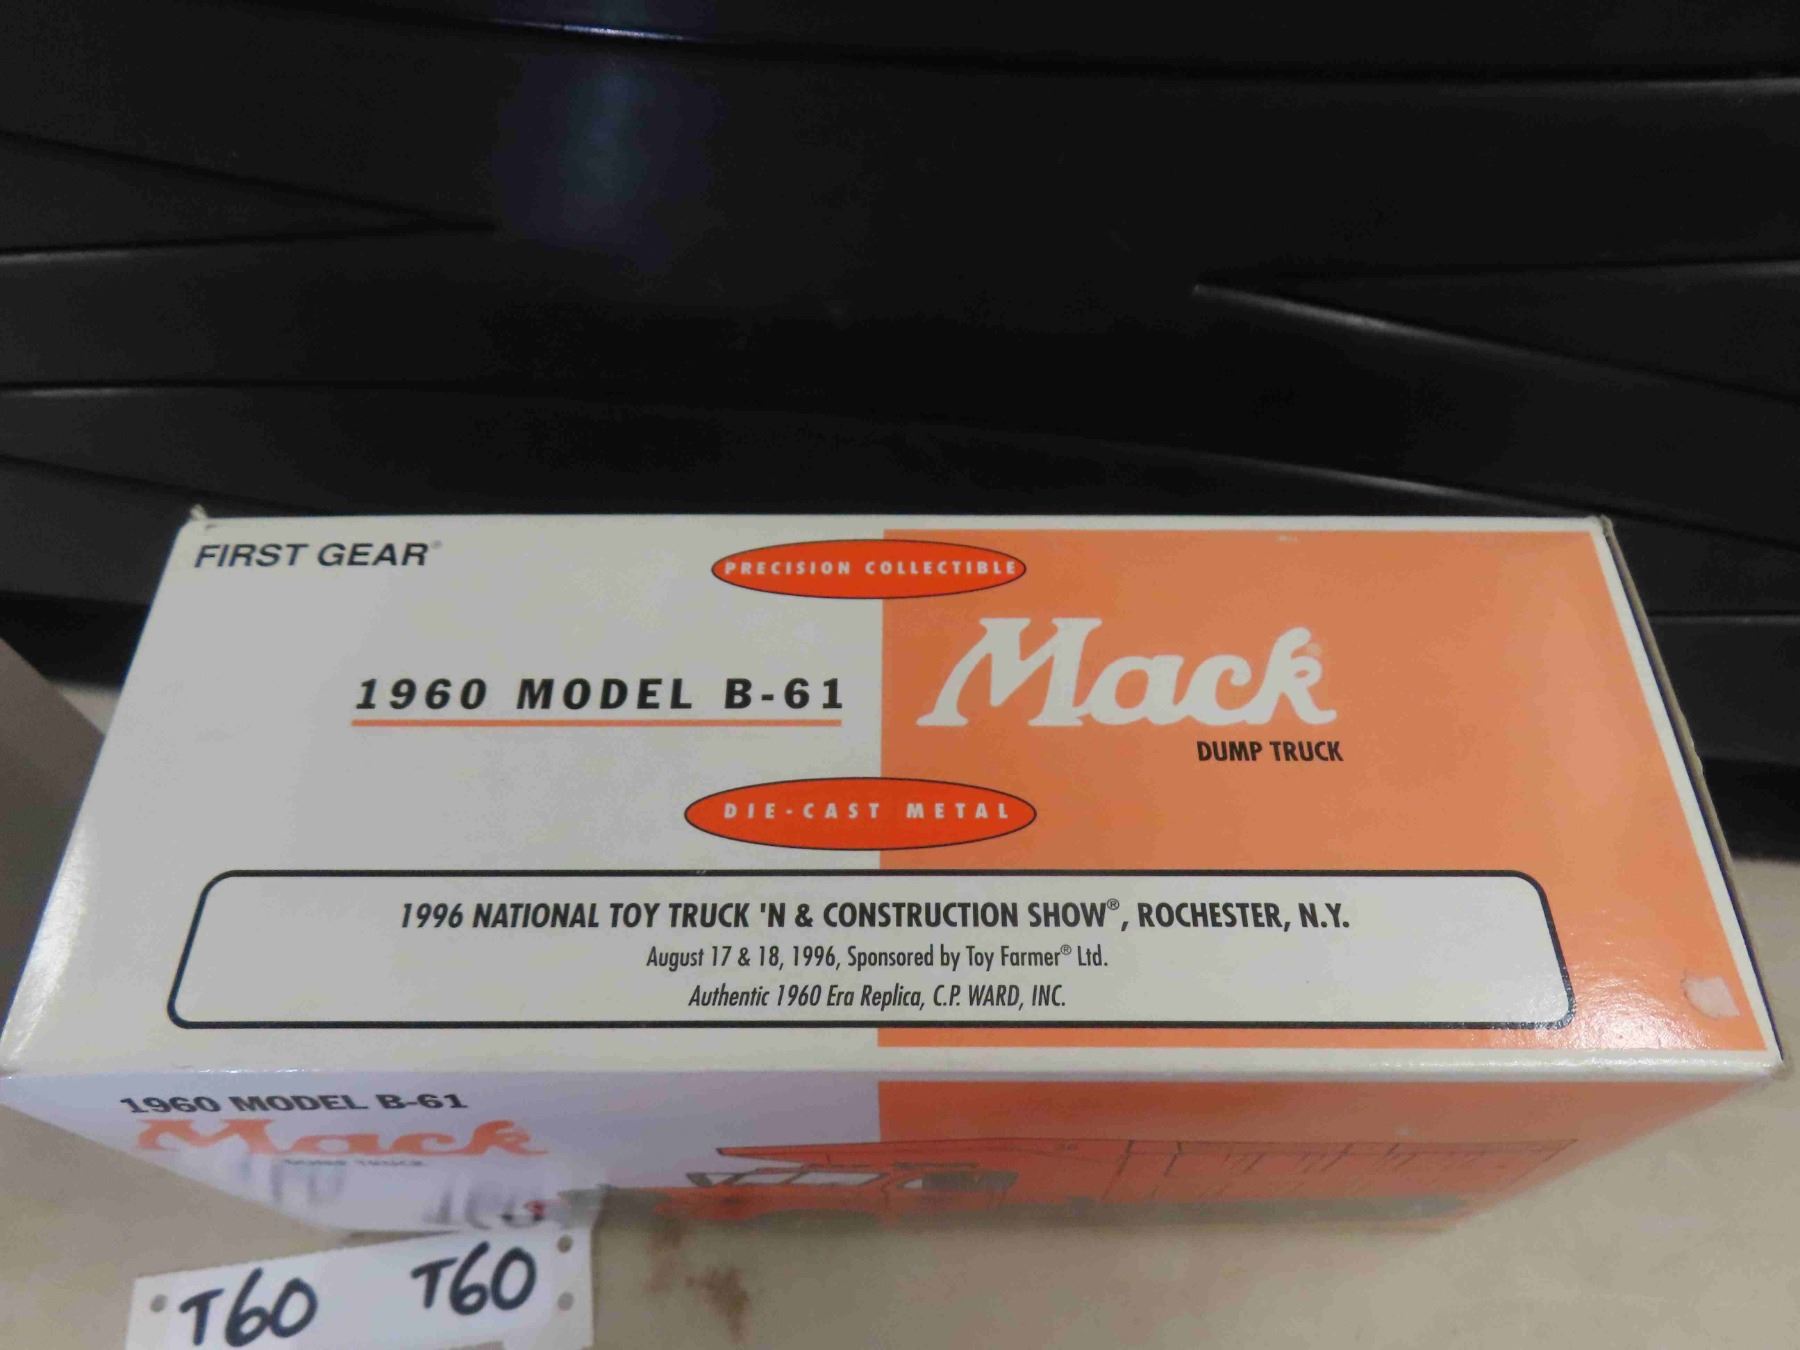 FIRST GEAR®
PRECISION COLLECTIBLE
1960 MODEL B-61
Mack®
DUMP TRUCK
DIE-CAST METAL
1996 NATIONAL TOY TRUCK 'N & CONSTRUCTION SHOW®, ROCHESTER, N.Y.
August 17 & 18, 1996, Sponsored by Toy Farmer® Ltd.
Authentic 1960 Era Replica, C.P. WARD, INC.
1960 MODEL B-61
Mack
DUMP TRUCK
T60 T60